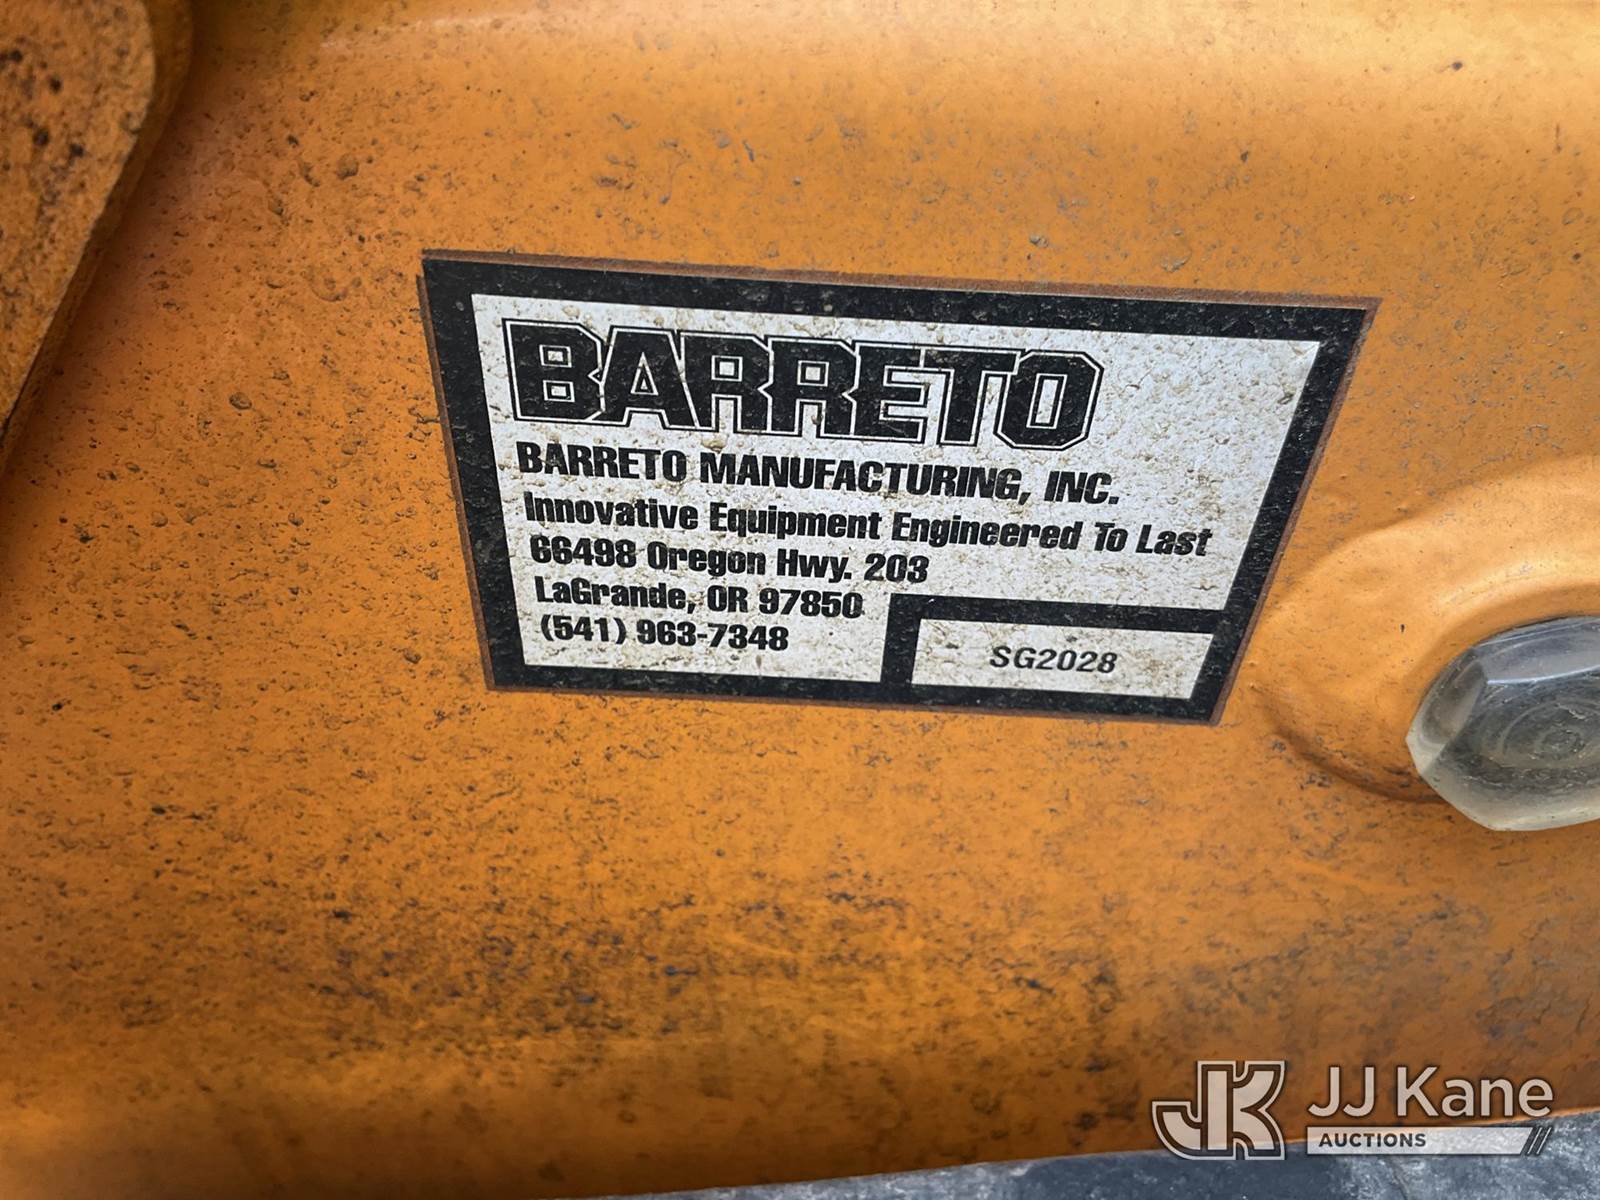 BARRETO
BARRETO MANUFACTURING, INC.
Innovative Equipment Engineered To Last
66498 Oregon Hwy. 203
LaGrande, OR 97850
(541) 963-7348
SG2028
JK JJ Kane
AUCTIONS